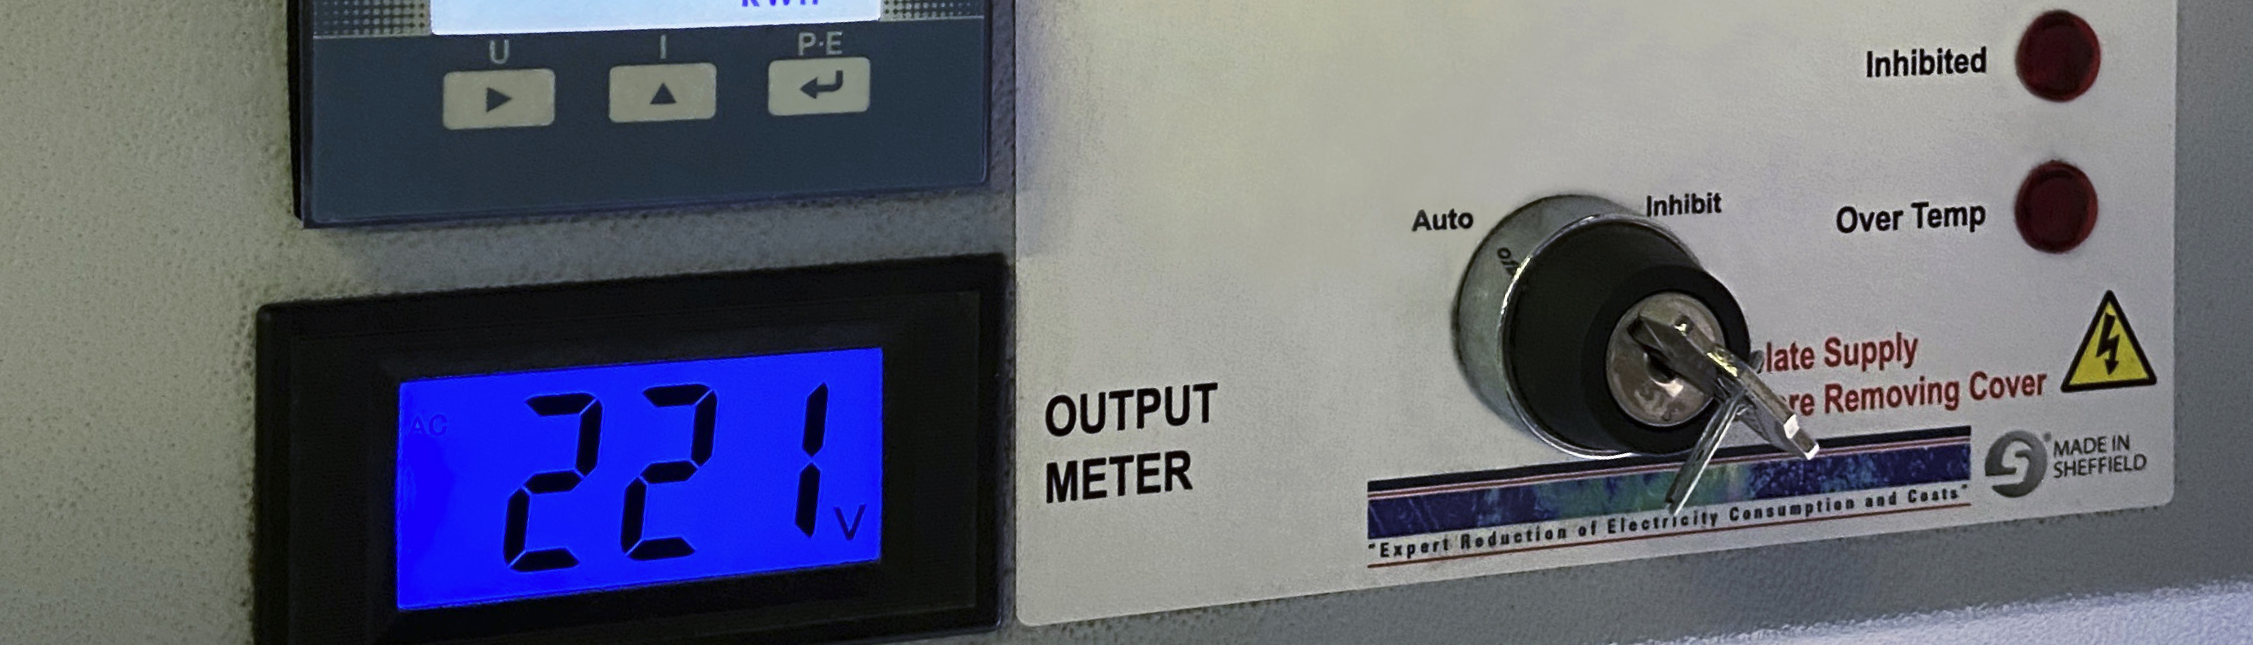 kWh
U I P·E
Inhibited
Auto Inhibit
Over Temp
AC
221 V
OUTPUT
METER
late Supply
re Removing Cover
MADE IN
SHEFFIELD
"Expert Reduction of Electricity Consumption and Costs"